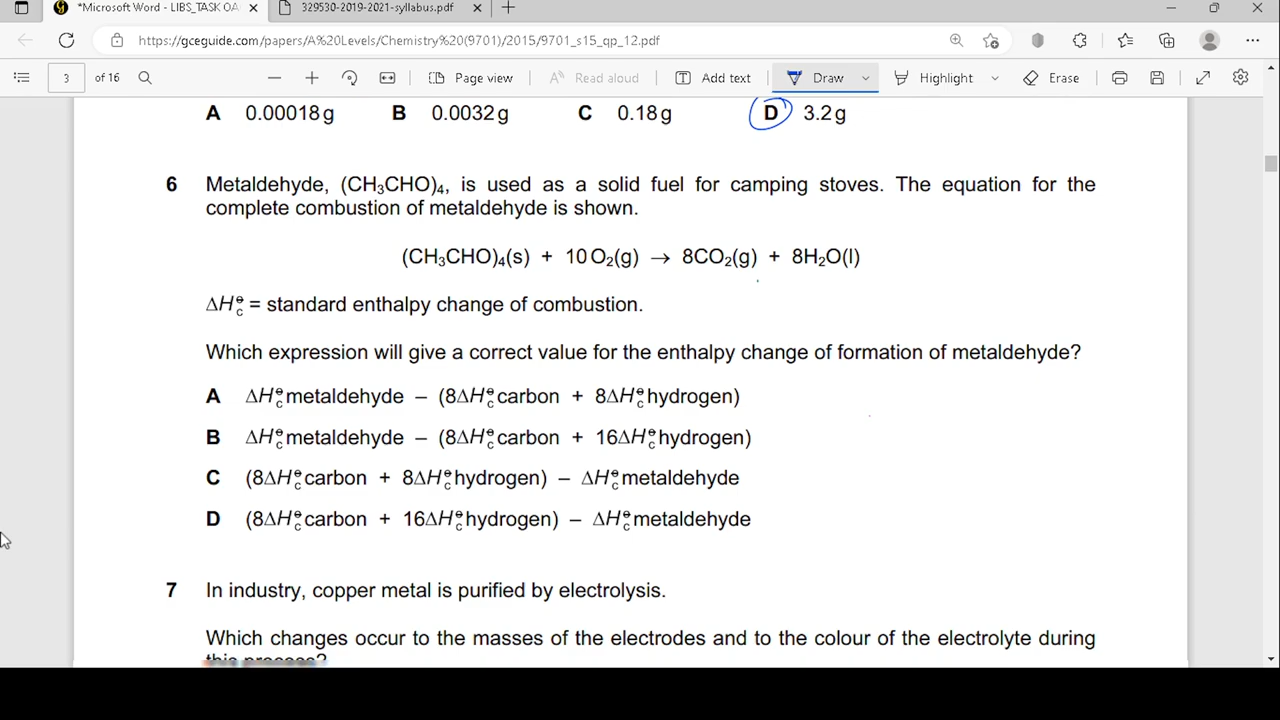 *Microsoft Word - LIBS_TASK OA
329530-2019-2021-syllabus.pdf
https://gceguide.com/papers/A%20Levels/Chemistry%20(9701)/2015/9701_s15_qp_12.pdf
3 of 16 Page view Read aloud Add text Draw Highlight Erase
A 0.00018 g B 0.0032 g C 0.18 g D 3.2 g
6 Metaldehyde, (CH₃CHO)₄, is used as a solid fuel for camping stoves. The equation for the
complete combustion of metaldehyde is shown.
(CH₃CHO)₄(s) + 10 O₂(g) → 8CO₂(g) + 8H₂O(l)
ΔH⦵c = standard enthalpy change of combustion.
Which expression will give a correct value for the enthalpy change of formation of metaldehyde?
A ΔH⦵c metaldehyde – (8ΔH⦵c carbon + 8ΔH⦵c hydrogen)
B ΔH⦵c metaldehyde – (8ΔH⦵c carbon + 16ΔH⦵c hydrogen)
C (8ΔH⦵c carbon + 8ΔH⦵c hydrogen) – ΔH⦵c metaldehyde
D (8ΔH⦵c carbon + 16ΔH⦵c hydrogen) – ΔH⦵c metaldehyde
7 In industry, copper metal is purified by electrolysis.
Which changes occur to the masses of the electrodes and to the colour of the electrolyte during
this process?